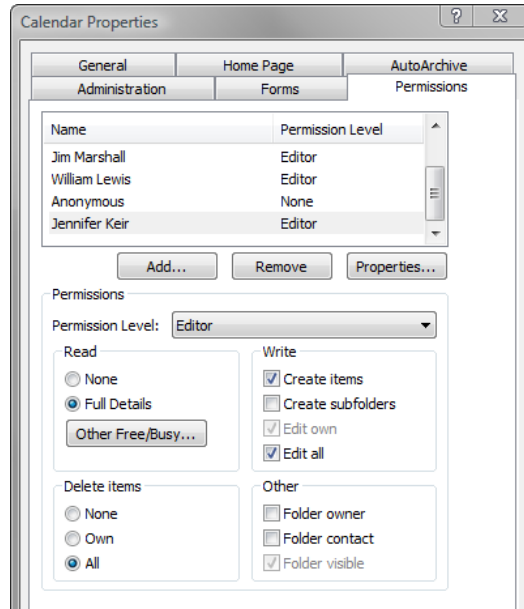 Calendar Properties
General Home Page AutoArchive
Administration Forms Permissions
Name Permission Level
Jim Marshall Editor
William Lewis Editor
Anonymous None
Jennifer Keir Editor
Add... Remove Properties...
Permissions
Permission Level: Editor
Read Write
None Create items
Full Details Create subfolders
Other Free/Busy... Edit own
Edit all
Delete items Other
None Folder owner
Own Folder contact
All Folder visible